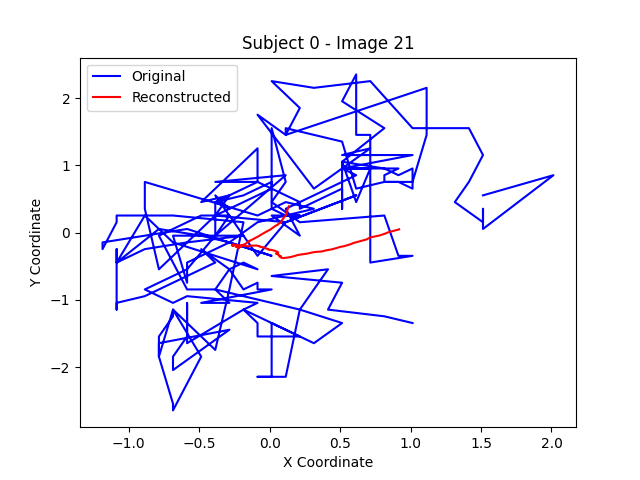 Subject 0 - Image 21
Original
Reconstructed
2
1
0
−1
−2
Y Coordinate
−1.0 −0.5 0.0 0.5 1.0 1.5 2.0
X Coordinate